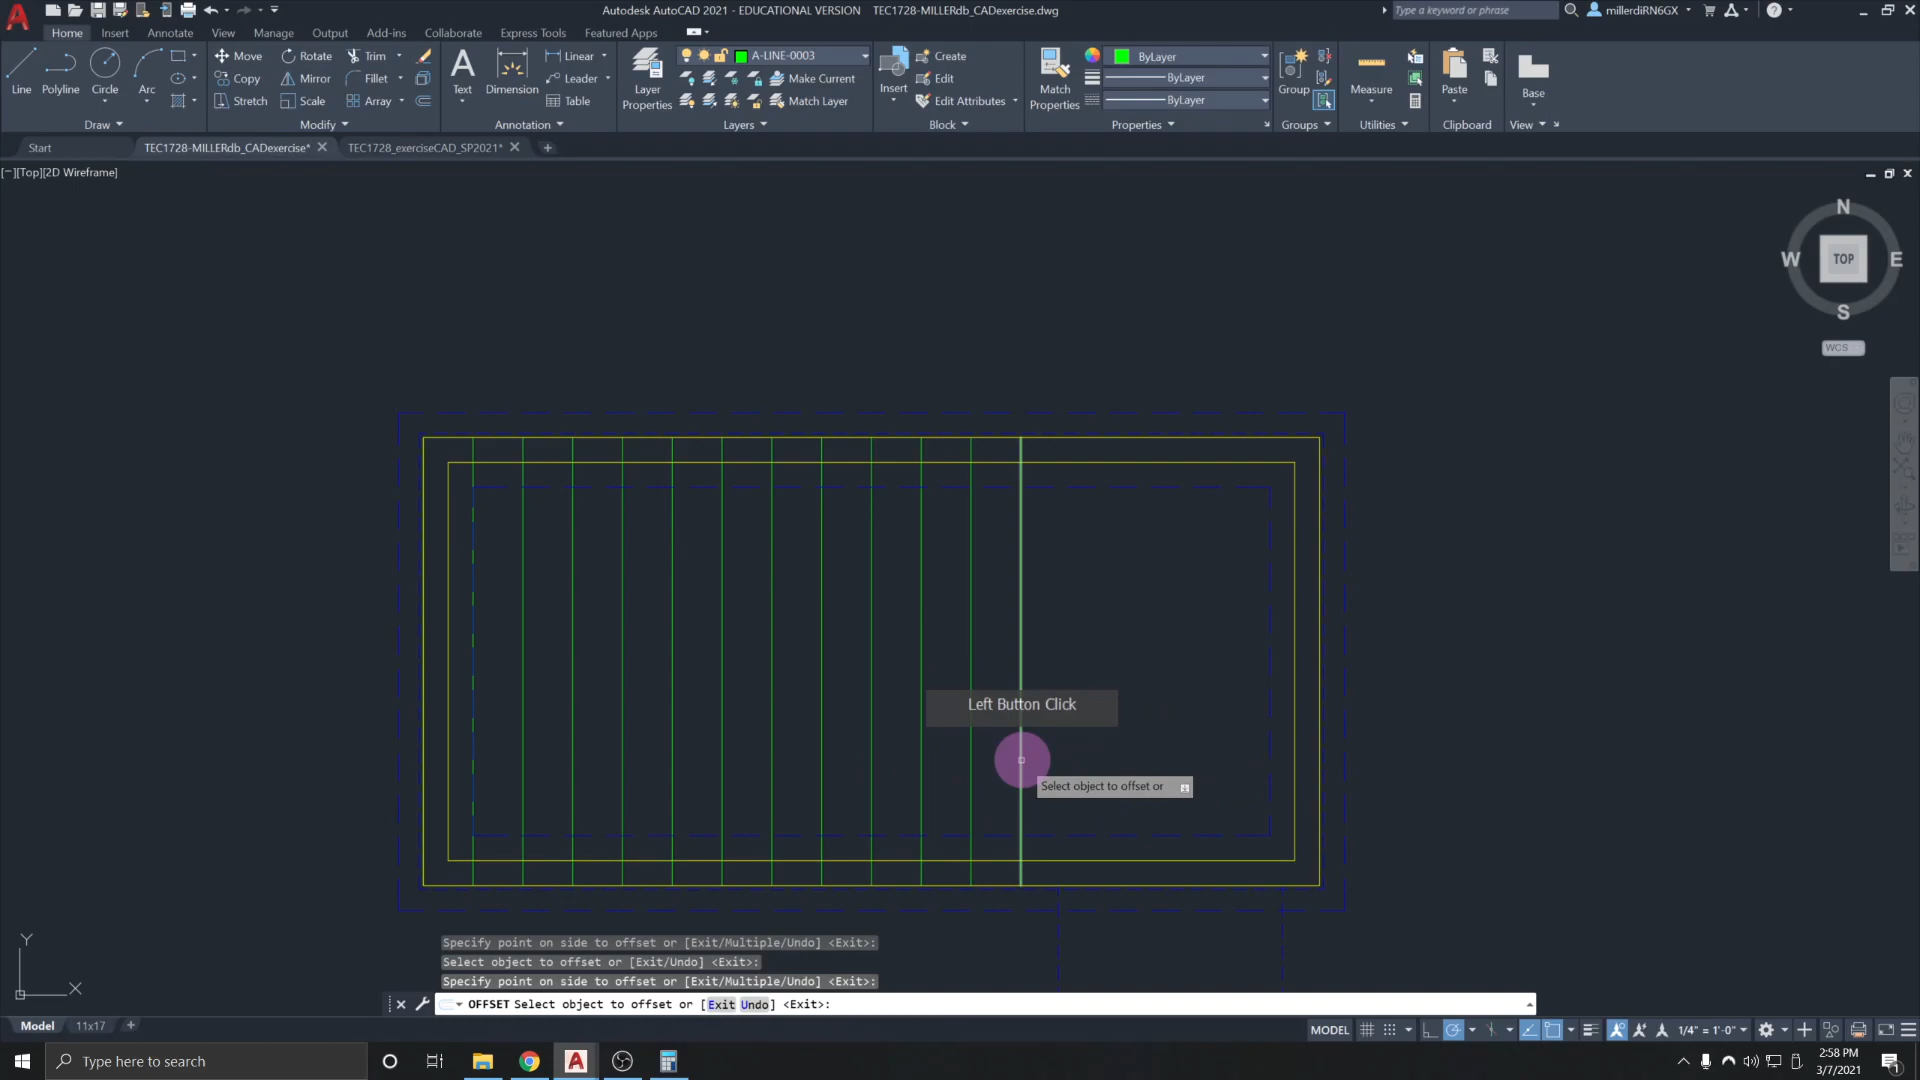 Autodesk AutoCAD 2021 - EDUCATIONAL VERSION TEC1728-MILLERdb_CADexercise.dwg
Type a keyword or phrase
millerdiRN6GX
Home Insert Annotate View Manage Output Add-ins Collaborate Express Tools Featured Apps
Line Polyline Circle Arc
Draw
Move Rotate Trim
Copy Mirror Fillet
Stretch Scale Array
Modify
Text Dimension
Linear
Leader
Table
Annotation
Layer
Properties
A-LINE-0003
Make Current
Match Layer
Layers
Insert
Create
Edit
Edit Attributes
Block
Match
Properties
ByLayer
ByLayer
ByLayer
Properties
Group
Groups
Measure
Utilities
Paste
Clipboard
Base
View
Start TEC1728-MILLERdb_CADexercise* TEC1728_exerciseCAD_SP2021*
[−][Top][2D Wireframe]
N
W TOP E
S
WCS
Left Button Click
Select object to offset or
Y
X
Specify point on side to offset or [Exit/Multiple/Undo] <Exit>:
Select object to offset or [Exit/Undo] <Exit>:
Specify point on side to offset or [Exit/Multiple/Undo] <Exit>:
OFFSET Select object to offset or [Exit Undo] <Exit>:
Model 11x17
MODEL 1/4" = 1'-0"
Type here to search
2:58 PM
3/7/2021
1